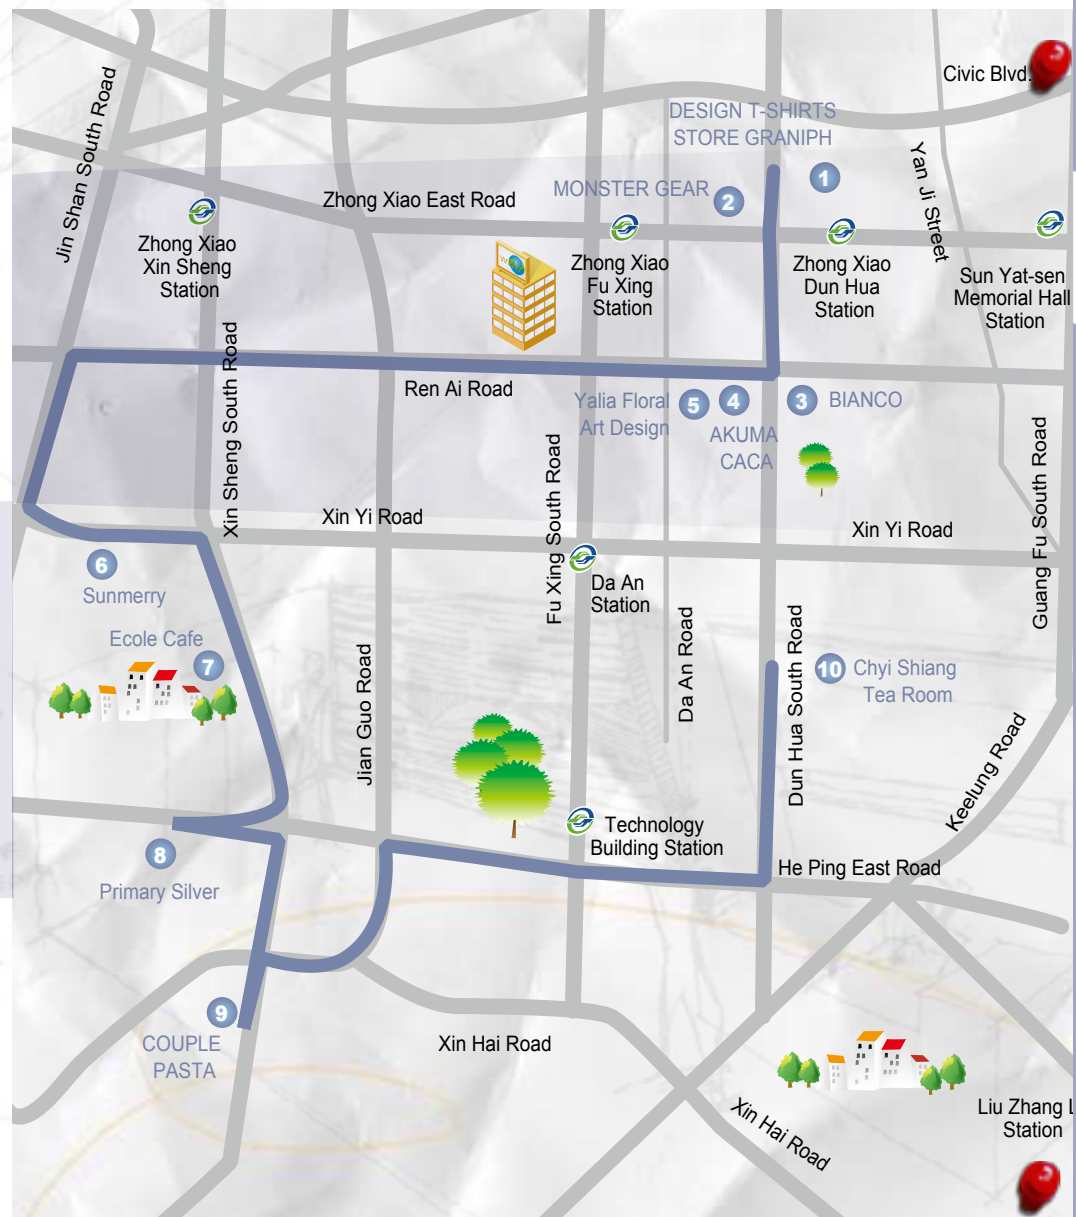 Civic Blvd.
DESIGN T-SHIRTS
STORE GRANIPH
1
Jin Shan South Road
Yan Ji Street
MONSTER GEAR
2
Zhong Xiao East Road
Zhong Xiao
Xin Sheng
Station
Zhong Xiao
Fu Xing
Station
Zhong Xiao
Dun Hua
Station
Sun Yat-sen
Memorial Hall
Station
W
Xin Sheng South Road
Ren Ai Road
Yalia Floral
Art Design
5
4
AKUMA
CACA
3
BIANCO
Fu Xing South Road
Guang Fu South Road
Xin Yi Road
Xin Yi Road
6
Sunmerry
Da An
Station
Ecole Cafe
7
Jian Guo Road
Da An Road
Dun Hua South Road
10
Chyi Shiang
Tea Room
Keelung Road
Technology
Building Station
8
Primary Silver
He Ping East Road
9
COUPLE
PASTA
Xin Hai Road
Xin Hai Road
Liu Zhang L
Station